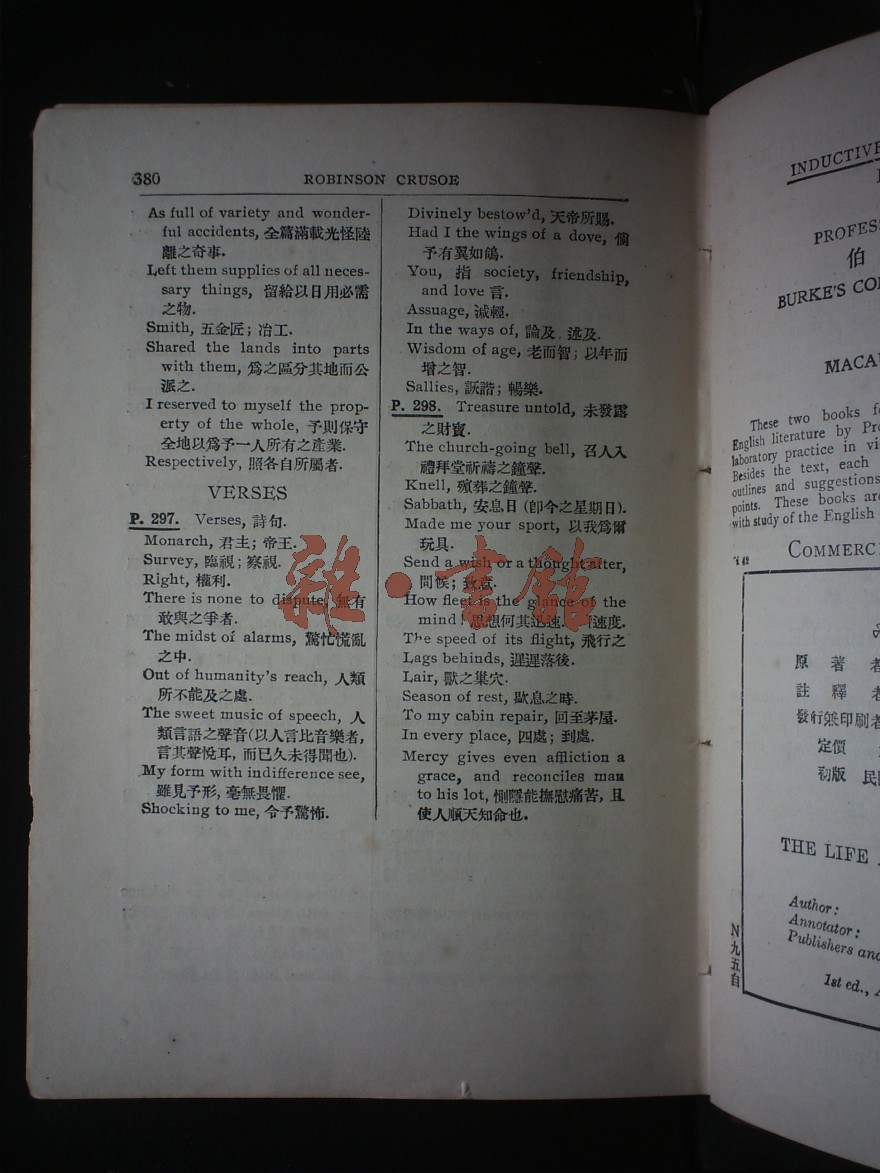 380 ROBINSON CRUSOE
As full of variety and wonder-
ful accidents, 全篇滿載光怪陸
離之奇事.
Left them supplies of all neces-
sary things, 留給以日用必需
之物.
Smith, 五金匠; 冶工.
Shared the lands into parts
with them, 爲之區分其地而公
派之.
I reserved to myself the prop-
erty of the whole, 予則保守
全地以爲予一人所有之產業.
Respectively, 照各自所屬者.
VERSES
P. 297. Verses, 詩句.
Monarch, 君主; 帝王.
Survey, 臨視; 察視.
Right, 權利.
There is none to dispute, 無有
敢與之爭者.
The midst of alarms, 驚忙慌亂
之中.
Out of humanity's reach, 人類
所不能及之處.
The sweet music of speech, 人
類言語之聲音(以人言比音樂者,
言其聲悅耳, 而已久未得聞也).
My form with indifference see,
雖見予形, 毫無畏懼.
Shocking to me, 令予驚怖.
Divinely bestow'd, 天帝所賜.
Had I the wings of a dove, 倘
予有翼如鴿.
You, 指 society, friendship,
and love 言.
Assuage, 減輕.
In the ways of, 論及, 述及.
Wisdom of age, 老而智; 以年而
增之智.
Sallies, 詼諧; 暢樂.
P. 298. Treasure untold, 未發露
之財寶.
The church-going bell, 召人入
禮拜堂祈禱之鐘聲.
Knell, 殯葬之鐘聲.
Sabbath, 安息日(卽今之星期日).
Made me your sport, 以我爲爾
玩具.
Send a wish or a thought after,
問候; 致意.
How fleet is the glance of the
mind! 思想何其迅速
速度.
The speed of its flight, 飛行之
Lags behinds, 遲遲落後.
Lair, 獸之巢穴.
Season of rest, 歇息之時.
To my cabin repair, 回至茅屋.
In every place, 四處; 到處.
Mercy gives even affliction a
grace, and reconciles man
to his lot, 惻隱能撫慰痛苦, 且
使人順天知命也.
雜·書館
INDUCTIVE
PROFESS
伯
BURKE'S CO
MACAU
These two books f
English literature by Pro
laboratory practice in vi
Besides the text, each
outlines and suggestions
points. These books are
with study of the English
COMMERCI
原著者
註釋者
發行兼印刷者
定價
初版 民
THE LIFE
Author:
Annotator:
Publishers and
1st ed.,
N九五自